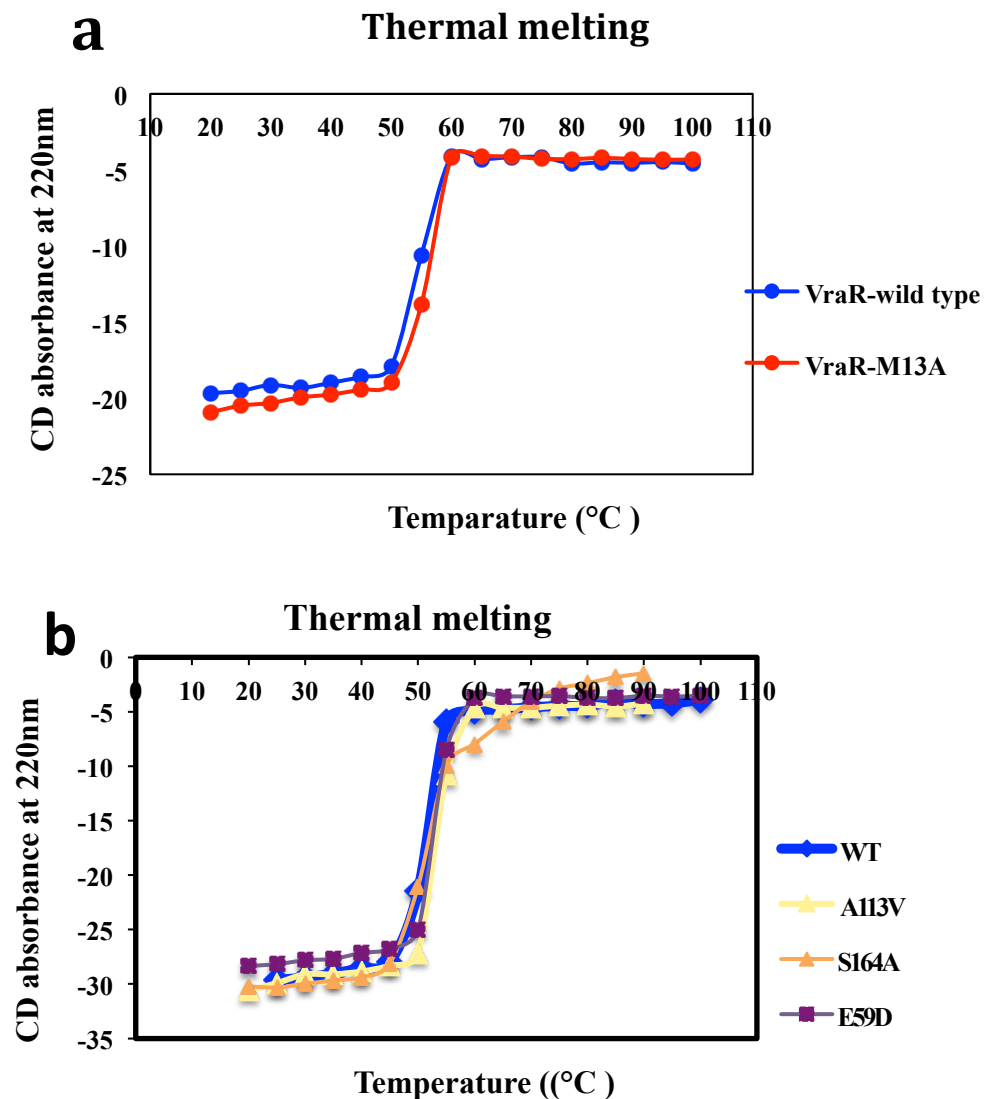 a
Thermal melting
0
10 20 30 40 50 60 70 80 90 100 110
-5
-10
-15
-20
-25
CD absorbance at 220nm
VraR-wild type
VraR-M13A
Temparature (°C )
b
Thermal melting
0
0 10 20 30 40 50 60 70 80 90 100 110
-5
-10
-15
-20
-25
-30
-35
CD absorbance at 220nm
WT
A113V
S164A
E59D
Temperature ((°C )